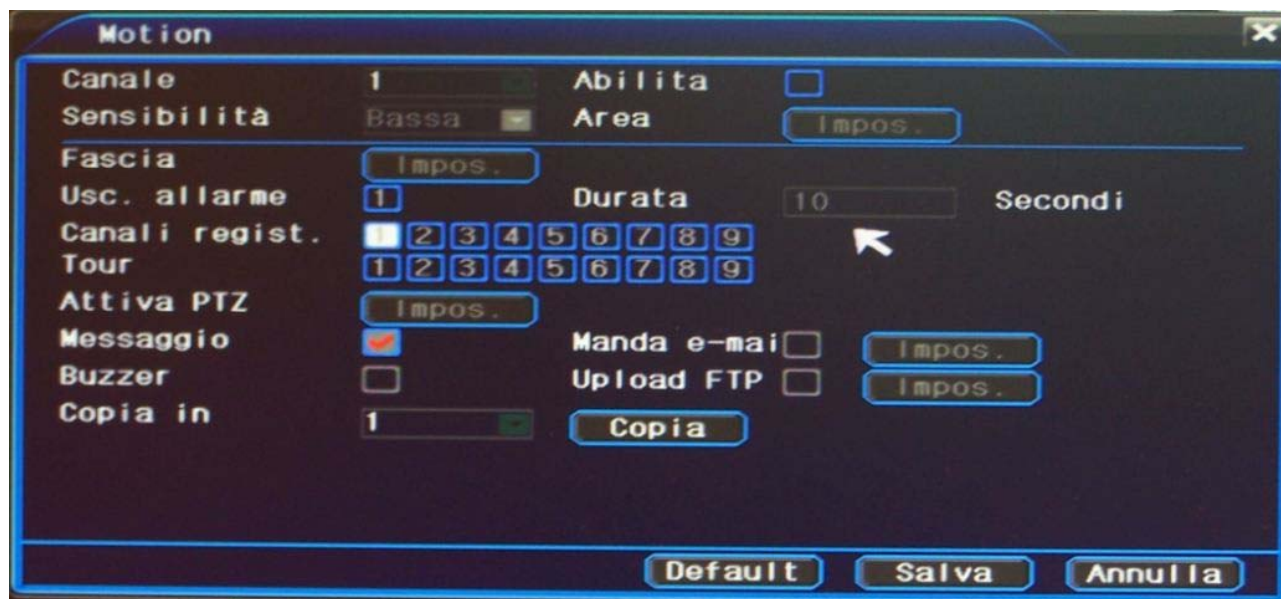 Motion
Canale 1 Abilita
Sensibilità Bassa Area Impos.
Fascia Impos.
Usc. allarme 1 Durata 10 Secondi
Canali regist. 1 2 3 4 5 6 7 8 9
Tour 1 2 3 4 5 6 7 8 9
Attiva PTZ Impos.
Messaggio Manda e-mai Impos.
Buzzer Upload FTP Impos.
Copia in 1 Copia
Default Salva Annulla